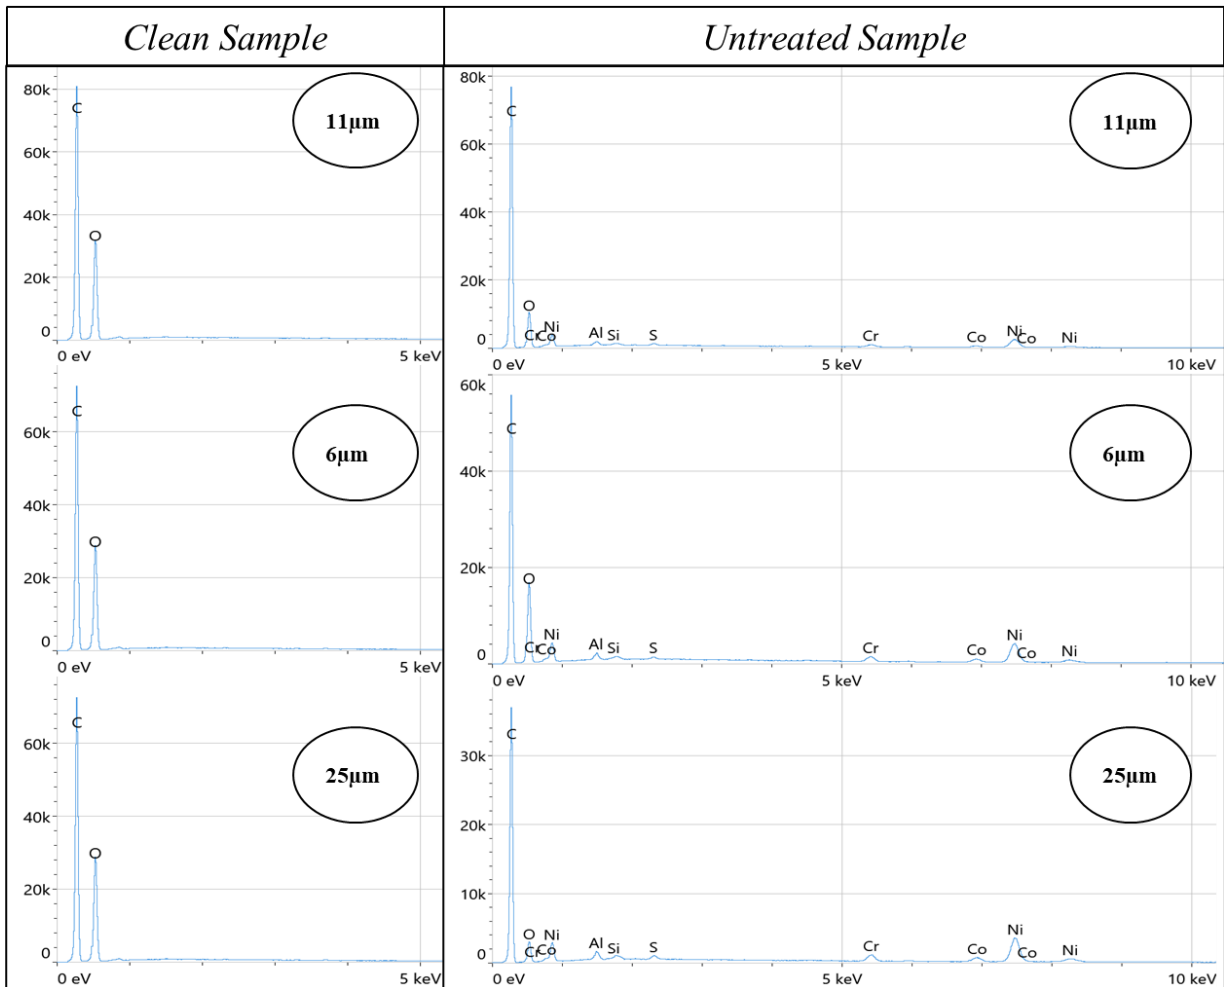 Clean Sample
Untreated Sample
80k
C
11μm
60k
40k
O
20k
0
0 eV
5 keV
C
6μm
60k
40k
O
20k
0
0 eV
5 keV
C
25μm
60k
40k
O
20k
0
0 eV
5 keV
80k
C
11μm
60k
40k
20k
O
Cr Co Ni Al Si S Cr Co Ni Co Ni
0
0 eV
5 keV
10 keV
60k
C
6μm
40k
20k
O
Cr Co Ni Al Si S Cr Co Ni Co Ni
0
0 eV
5 keV
10 keV
C
30k
25μm
20k
10k
O
Cr Co Ni Al Si S Cr Co Ni Co Ni
0
0 eV
5 keV
10 keV